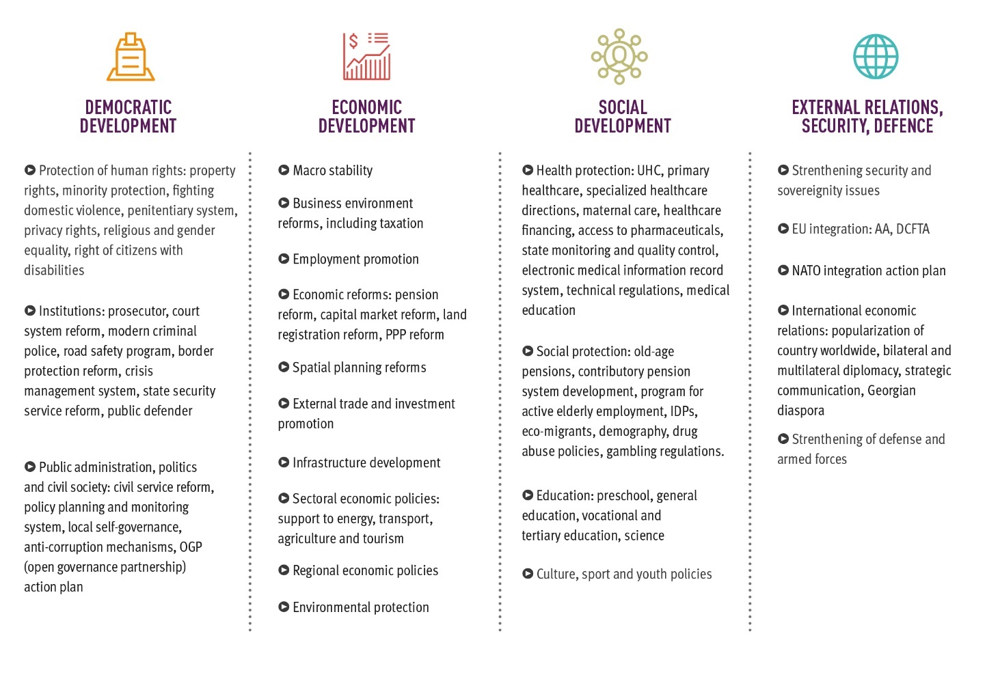 DEMOCRATIC
DEVELOPMENT
Protection of human rights: property
rights, minority protection, fighting
domestic violence, penitentiary system,
privacy rights, religious and gender
equality, right of citizens with
disabilities
Institutions: prosecutor, court
system reform, modern criminal
police, road safety program, border
protection reform, crisis
management system, state security
service reform, public defender
Public administration, politics
and civil society: civil service reform,
policy planning and monitoring
system, local self-governance,
anti-corruption mechanisms, OGP
(open governance partnership)
action plan
$
ECONOMIC
DEVELOPMENT
Macro stability
Business environment
reforms, including taxation
Employment promotion
Economic reforms: pension
reform, capital market reform, land
registration reform, PPP reform
Spatial planning reforms
External trade and investment
promotion
Infrastructure development
Sectoral economic policies:
support to energy, transport,
agriculture and tourism
Regional economic policies
Environmental protection
SOCIAL
DEVELOPMENT
Health protection: UHC, primary
healthcare, specialized healthcare
directions, maternal care, healthcare
financing, access to pharmaceuticals,
state monitoring and quality control,
electronic medical information record
system, technical regulations, medical
education
Social protection: old-age
pensions, contributory pension
system development, program for
active elderly employment, IDPs,
eco-migrants, demography, drug
abuse policies, gambling regulations.
Education: preschool, general
education, vocational and
tertiary education, science
Culture, sport and youth policies
EXTERNAL RELATIONS,
SECURITY, DEFENCE
Strenthening security and
sovereignity issues
EU integration: AA, DCFTA
NATO integration action plan
International economic
relations: popularization of
country worldwide, bilateral and
multilateral diplomacy, strategic
communication, Georgian
diaspora
Strenthening of defense and
armed forces